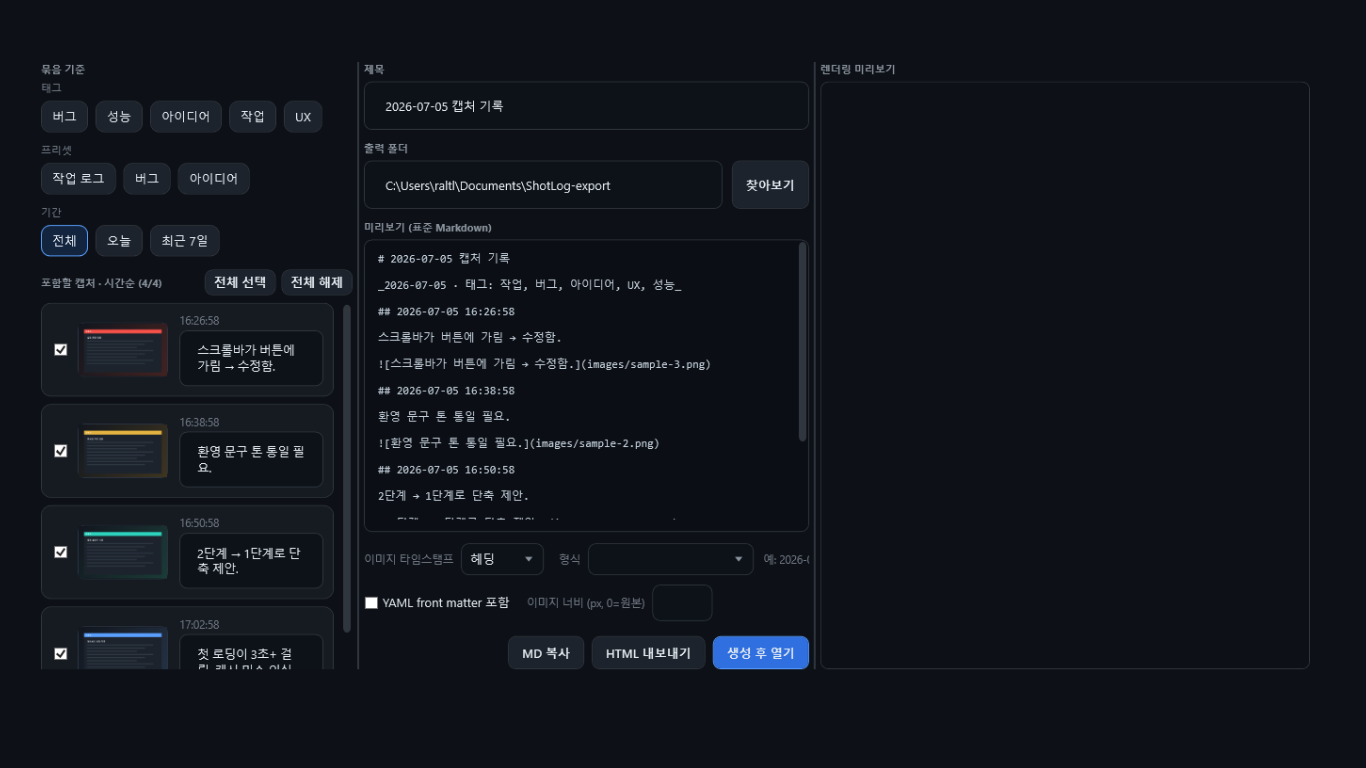 묶음 기준
태그
버그 성능 아이디어 작업 UX
프리셋
작업 로그 버그 아이디어
기간
전체 오늘 최근 7일
포함할 캡처 · 시간순 (4/4) 전체 선택 전체 해제
16:26:58
스크롤바가 버튼에
가림 → 수정함.
16:38:58
환영 문구 톤 통일 필
요.
16:50:58
2단계 → 1단계로 단
축 제안.
17:02:58
첫 로딩이 3초+ 걸
제목
2026-07-05 캡처 기록
출력 폴더
C:\Users\raltl\Documents\ShotLog-export 찾아보기
미리보기 (표준 Markdown)
# 2026-07-05 캡처 기록
_2026-07-05 · 태그: 작업, 버그, 아이디어, UX, 성능_
## 2026-07-05 16:26:58
스크롤바가 버튼에 가림 → 수정함.
![스크롤바가 버튼에 가림 → 수정함.](images/sample-3.png)
## 2026-07-05 16:38:58
환영 문구 톤 통일 필요.
![환영 문구 톤 통일 필요.](images/sample-2.png)
## 2026-07-05 16:50:58
2단계 → 1단계로 단축 제안.
이미지 타임스탬프 헤딩 형식 예: 2026-0
YAML front matter 포함 이미지 너비 (px, 0=원본)
MD 복사 HTML 내보내기 생성 후 열기
렌더링 미리보기